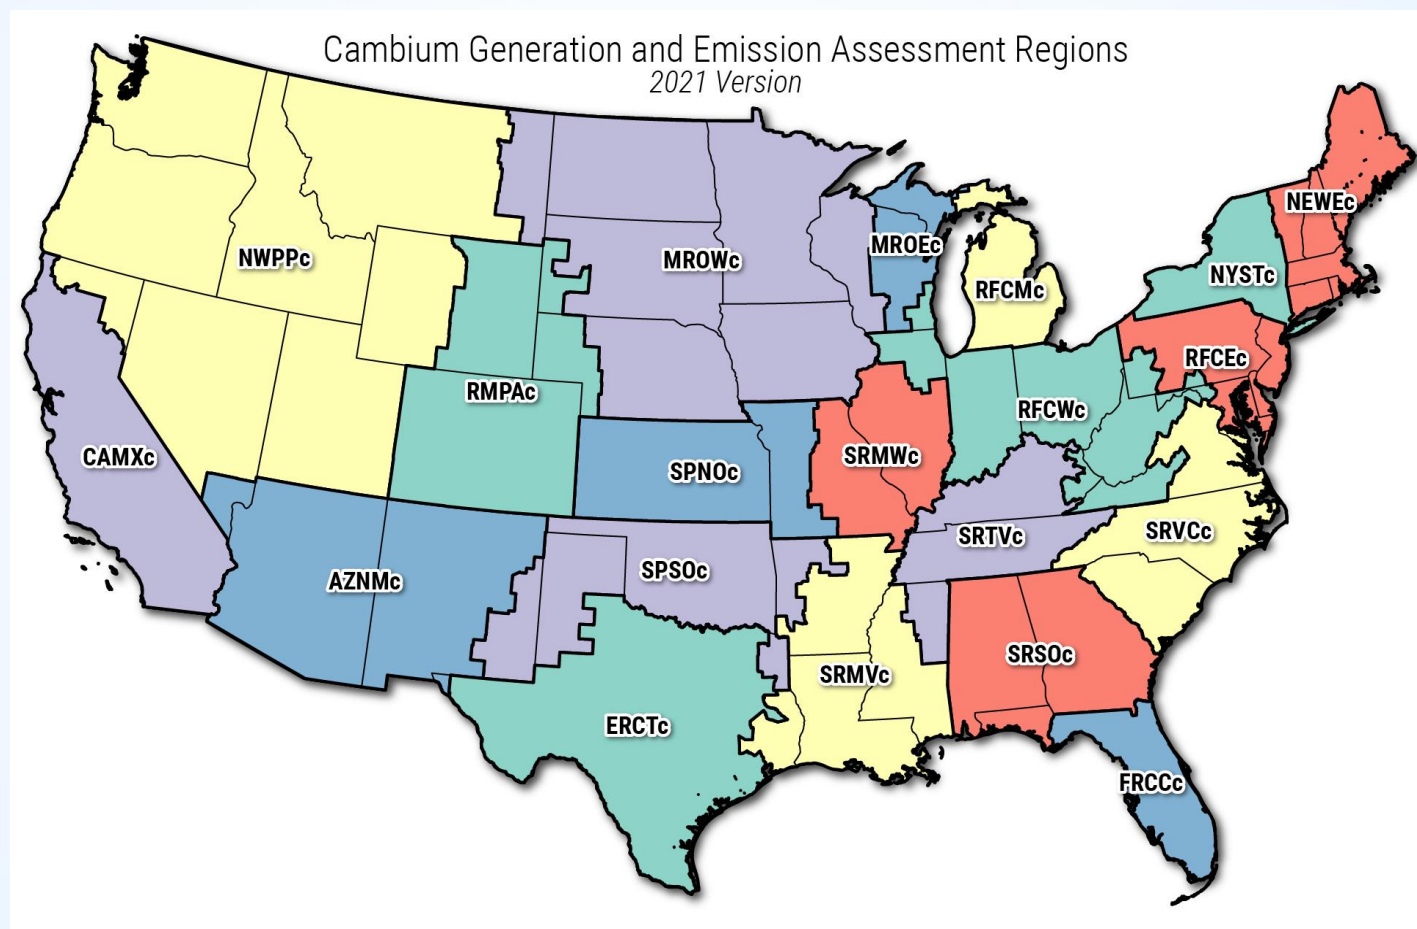 Cambium Generation and Emission Assessment Regions
2021 Version
NEWEc
NWPPc
MROWc
MROEc
RFCMc
NYSTc
RFCEc
RMPAc
RFCWc
CAMXc
SPNOc
SRMWc
SRTVc
SRVCc
AZNMc
SPSOc
SRSOc
SRMVc
ERCTc
FRCCc